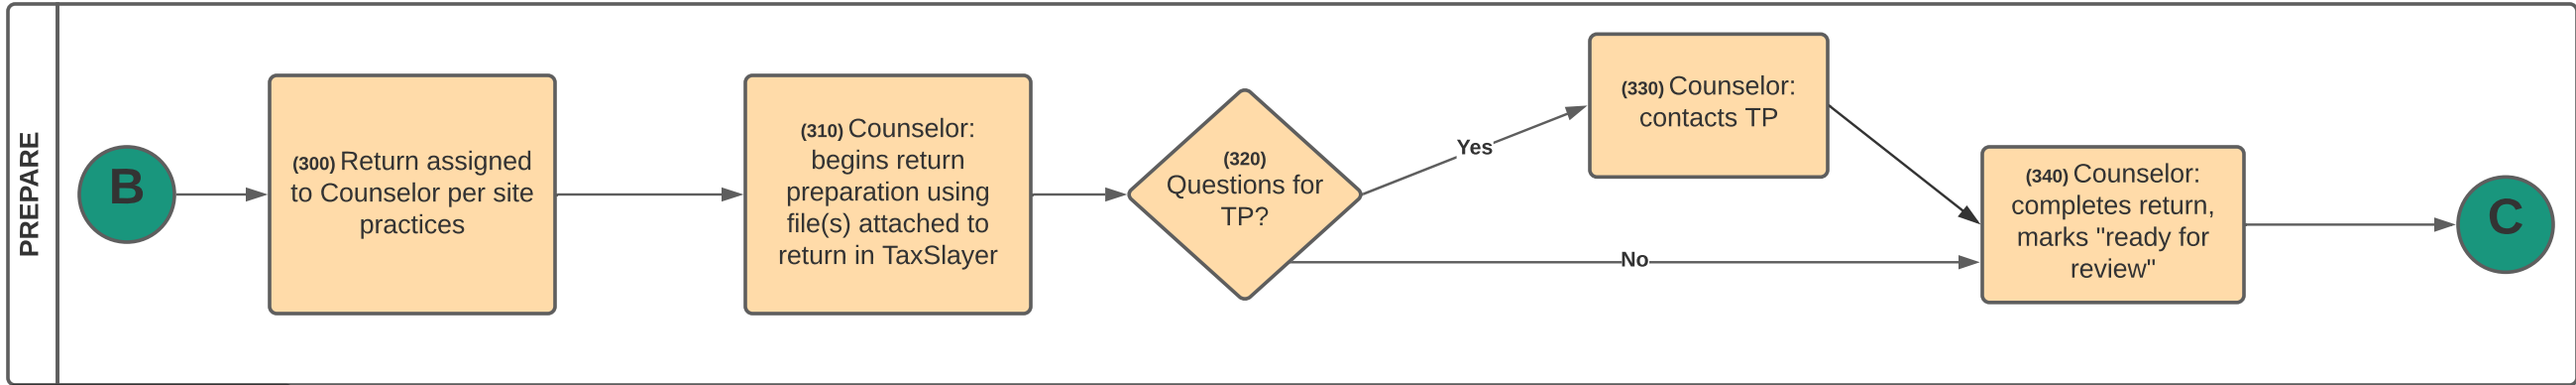 PREPARE
B
(300) Return assigned
to Counselor per site
practices
(310) Counselor:
begins return
preparation using
file(s) attached to
return in TaxSlayer
(320)
Questions for
TP?
Yes
(330) Counselor:
contacts TP
No
(340) Counselor:
completes return,
marks "ready for
review"
C